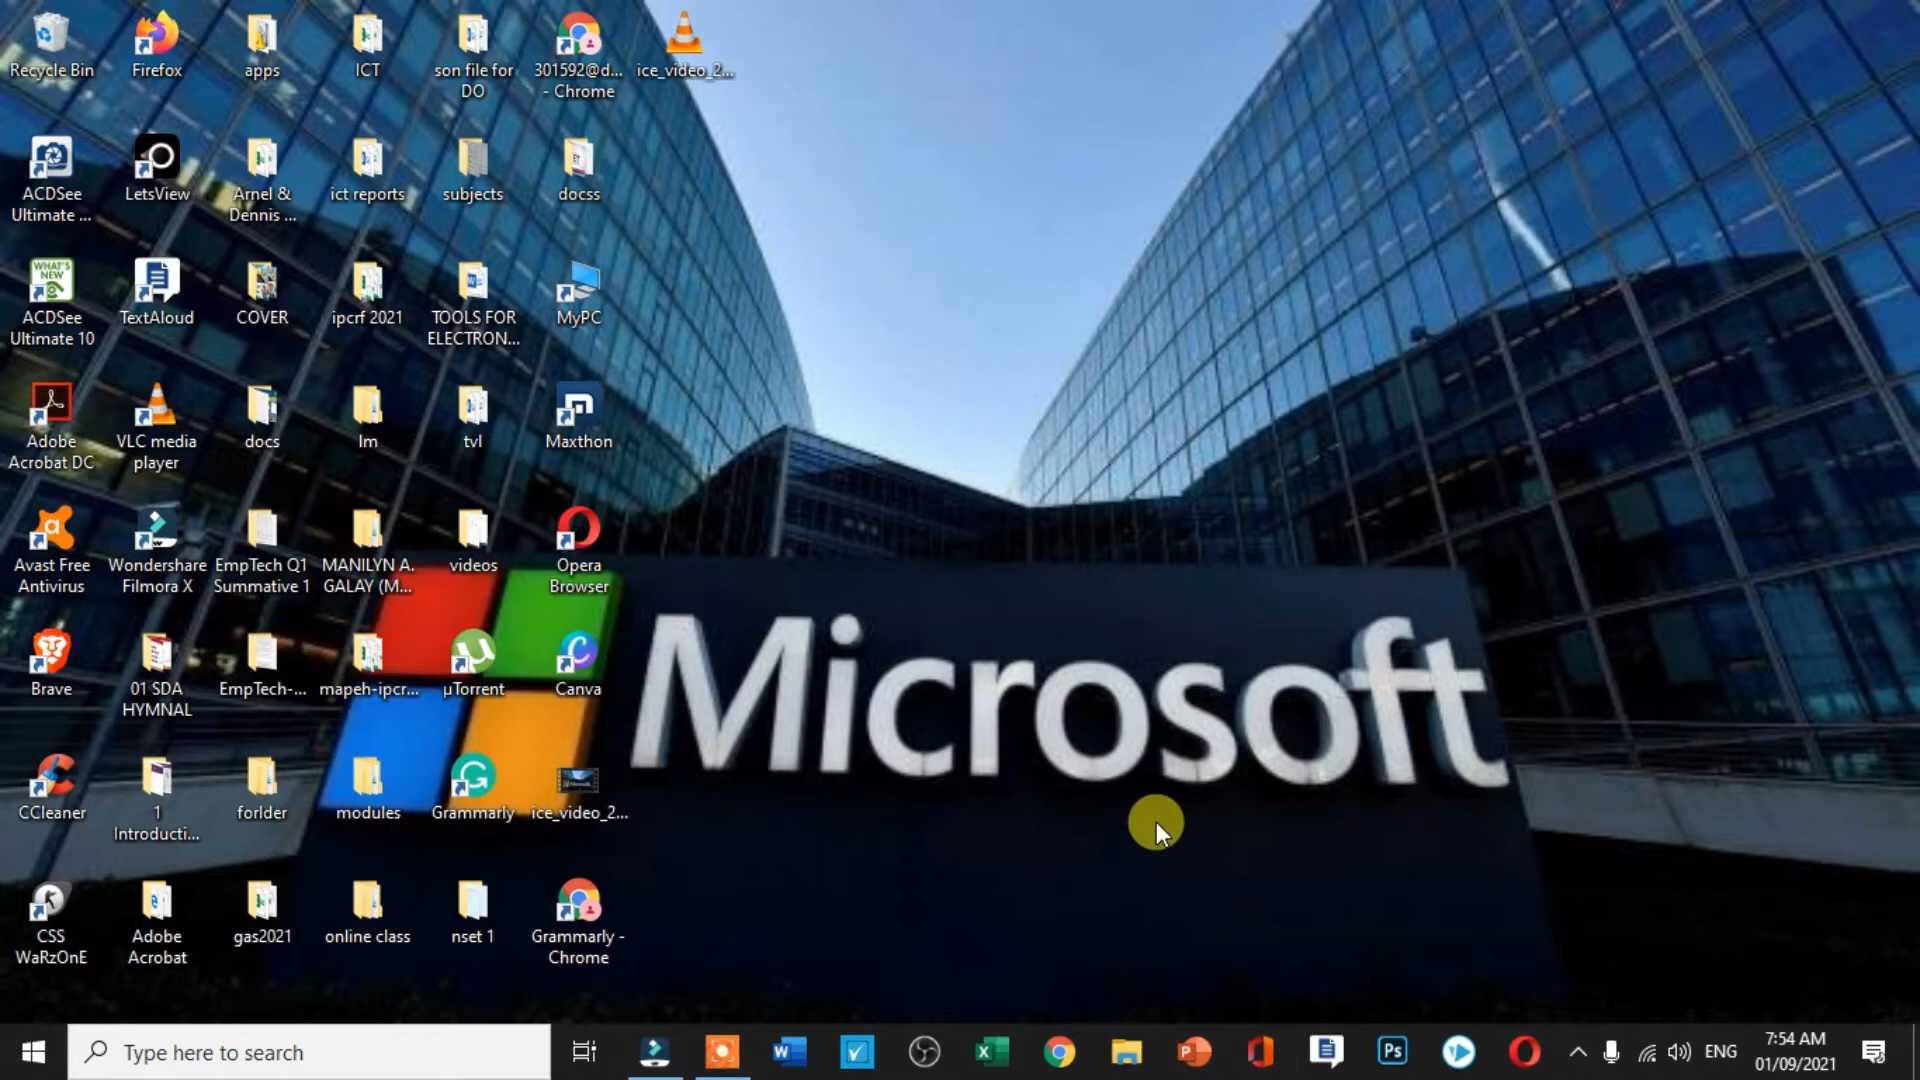 Recycle Bin
Firefox
apps
ICT
son file for
DO
301592@d...
- Chrome
ice_video_2...
ACDSee
Ultimate ...
LetsView
Arnel &
Dennis ...
ict reports
subjects
docss
WHAT'S
NEW
ACDSee
Ultimate 10
TextAloud
COVER
ipcrf 2021
TOOLS FOR
ELECTRON...
MyPC
Adobe
Acrobat DC
VLC media
player
docs
lm
tvl
Maxthon
Avast Free
Antivirus
Wondershare
Filmora X
EmpTech Q1
Summative 1
MANILYN A.
GALAY (M...
videos
Opera
Browser
Brave
01 SDA
HYMNAL
EmpTech-...
mapeh-ipcr...
µTorrent
Canva
Microsoft
CCleaner
1
Introducti...
forlder
modules
Grammarly
ice_video_2...
CSS
WaRzOnE
Adobe
Acrobat
gas2021
online class
nset 1
Grammarly -
Chrome
Type here to search
Ps
ENG
7:54 AM
01/09/2021